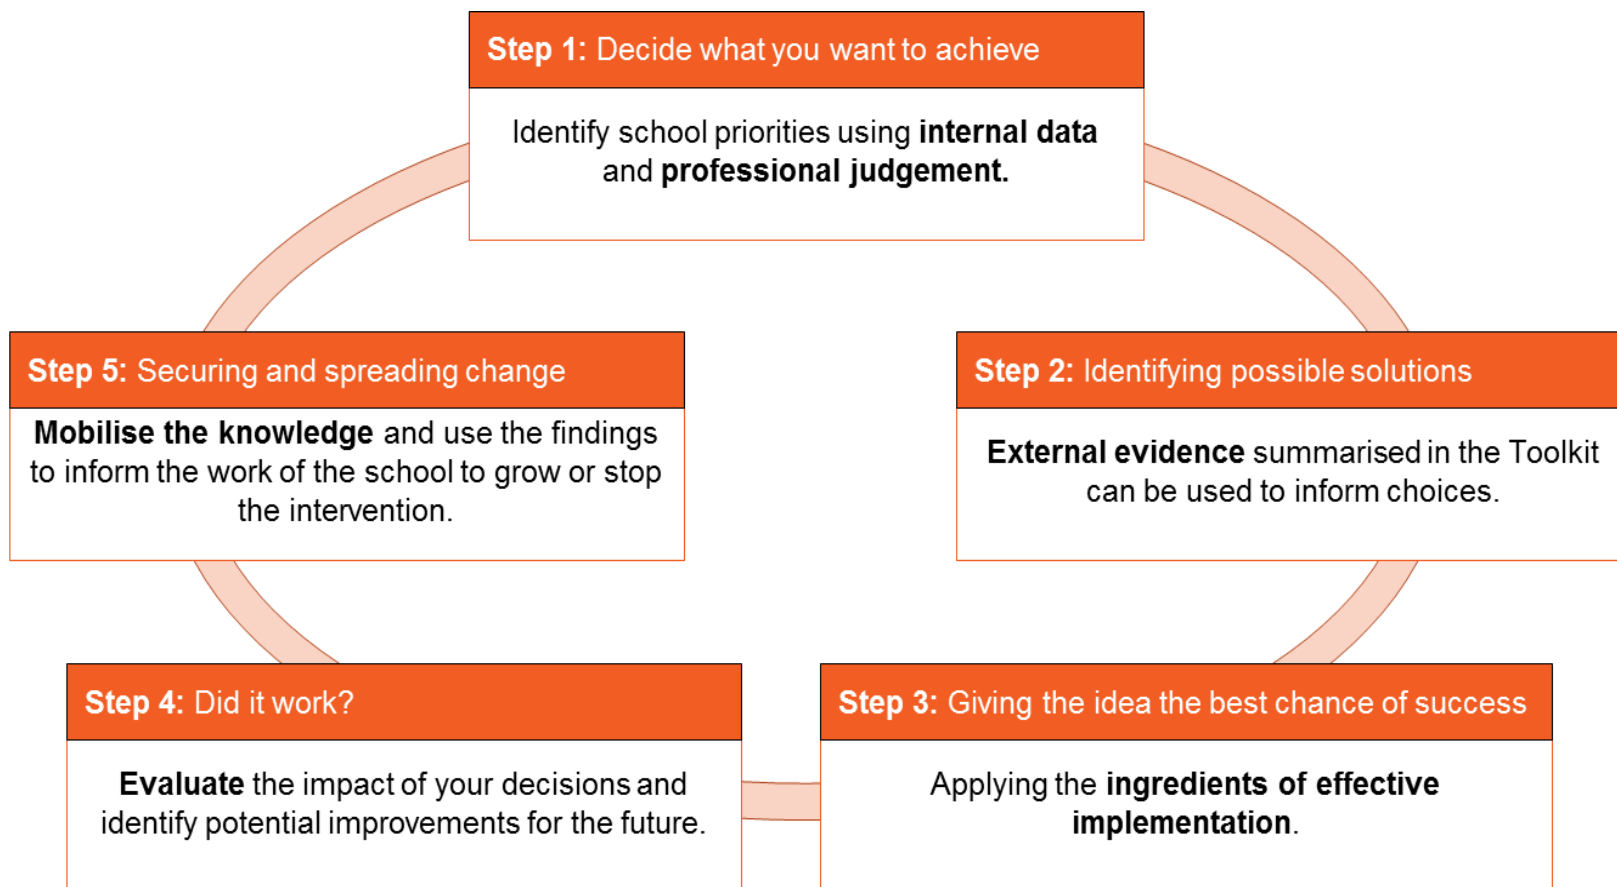 Step 1: Decide what you want to achieve
Identify school priorities using internal data
and professional judgement.
Step 2: Identifying possible solutions
External evidence summarised in the Toolkit
can be used to inform choices.
Step 3: Giving the idea the best chance of success
Applying the ingredients of effective
implementation.
Step 4: Did it work?
Evaluate the impact of your decisions and
identify potential improvements for the future.
Step 5: Securing and spreading change
Mobilise the knowledge and use the findings
to inform the work of the school to grow or stop
the intervention.